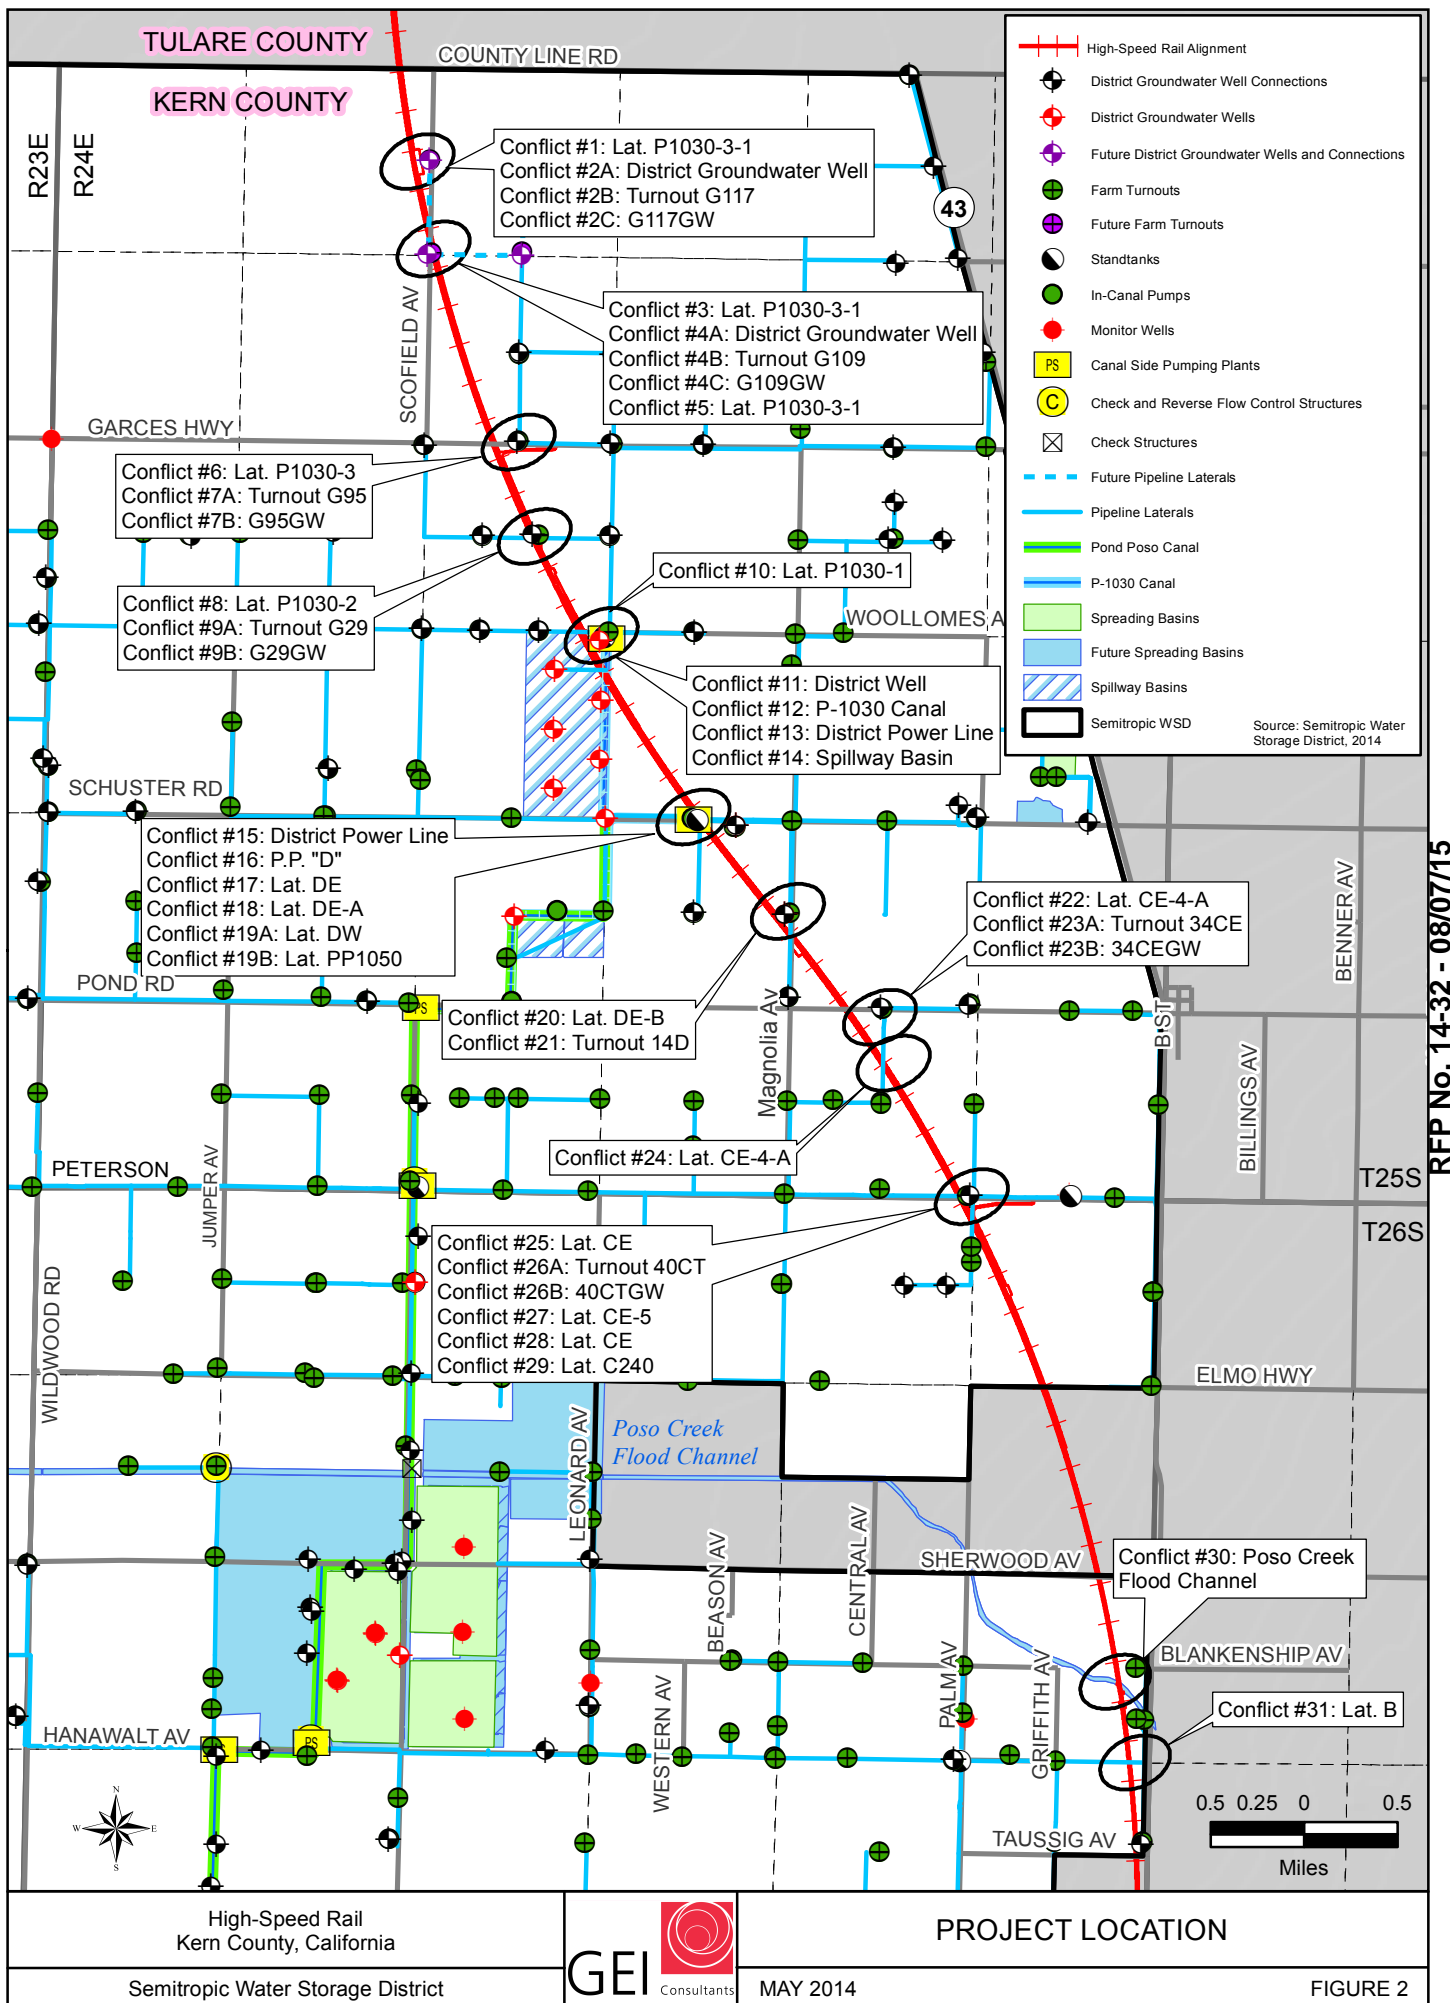 TULARE COUNTY
COUNTY LINE RD
KERN COUNTY
R23E
R24E
Conflict #1: Lat. P1030-3-1
Conflict #2A: District Groundwater Well
Conflict #2B: Turnout G117
Conflict #2C: G117GW
43
SCOFIELD AV
Conflict #3: Lat. P1030-3-1
Conflict #4A: District Groundwater Well
Conflict #4B: Turnout G109
Conflict #4C: G109GW
Conflict #5: Lat. P1030-3-1
GARCES HWY
Conflict #6: Lat. P1030-3
Conflict #7A: Turnout G95
Conflict #7B: G95GW
Conflict #10: Lat. P1030-1
Conflict #8: Lat. P1030-2
Conflict #9A: Turnout G29
Conflict #9B: G29GW
WOOLLOMES A
Conflict #11: District Well
Conflict #12: P-1030 Canal
Conflict #13: District Power Line
Conflict #14: Spillway Basin
SCHUSTER RD
Conflict #15: District Power Line
Conflict #16: P.P. "D"
Conflict #17: Lat. DE
Conflict #18: Lat. DE-A
Conflict #19A: Lat. DW
Conflict #19B: Lat. PP1050
Conflict #22: Lat. CE-4-A
Conflict #23A: Turnout 34CE
Conflict #23B: 34CEGW
POND RD
PS
Conflict #20: Lat. DE-B
Conflict #21: Turnout 14D
Magnolia Av
B ST
BENNER AV
BILLINGS AV
Conflict #24: Lat. CE-4-A
PETERSON
JUMPER AV
T25S
T26S
WILDWOOD RD
Conflict #25: Lat. CE
Conflict #26A: Turnout 40CT
Conflict #26B: 40CTGW
Conflict #27: Lat. CE-5
Conflict #28: Lat. CE
Conflict #29: Lat. C240
ELMO HWY
LEONARD AV
Poso Creek
Flood Channel
BEASON AV
CENTRAL AV
SHERWOOD AV
Conflict #30: Poso Creek
Flood Channel
BLANKENSHIP AV
WESTERN AV
PALM AV
GRIFFITH AV
Conflict #31: Lat. B
HANAWALT AV
PS
TAUSSIG AV
N
W
E
S
0.5 0.25 0 0.5
Miles
High-Speed Rail Alignment
District Groundwater Well Connections
District Groundwater Wells
Future District Groundwater Wells and Connections
Farm Turnouts
Future Farm Turnouts
Standtanks
In-Canal Pumps
Monitor Wells
PS Canal Side Pumping Plants
C Check and Reverse Flow Control Structures
Check Structures
Future Pipeline Laterals
Pipeline Laterals
Pond Poso Canal
P-1030 Canal
Spreading Basins
Future Spreading Basins
Spillway Basins
Semitropic WSD
Source: Semitropic Water
Storage District, 2014
RFP No. 14-32 - 08/07/15
High-Speed Rail
Kern County, California
Semitropic Water Storage District
GEI Consultants
PROJECT LOCATION
MAY 2014
FIGURE 2